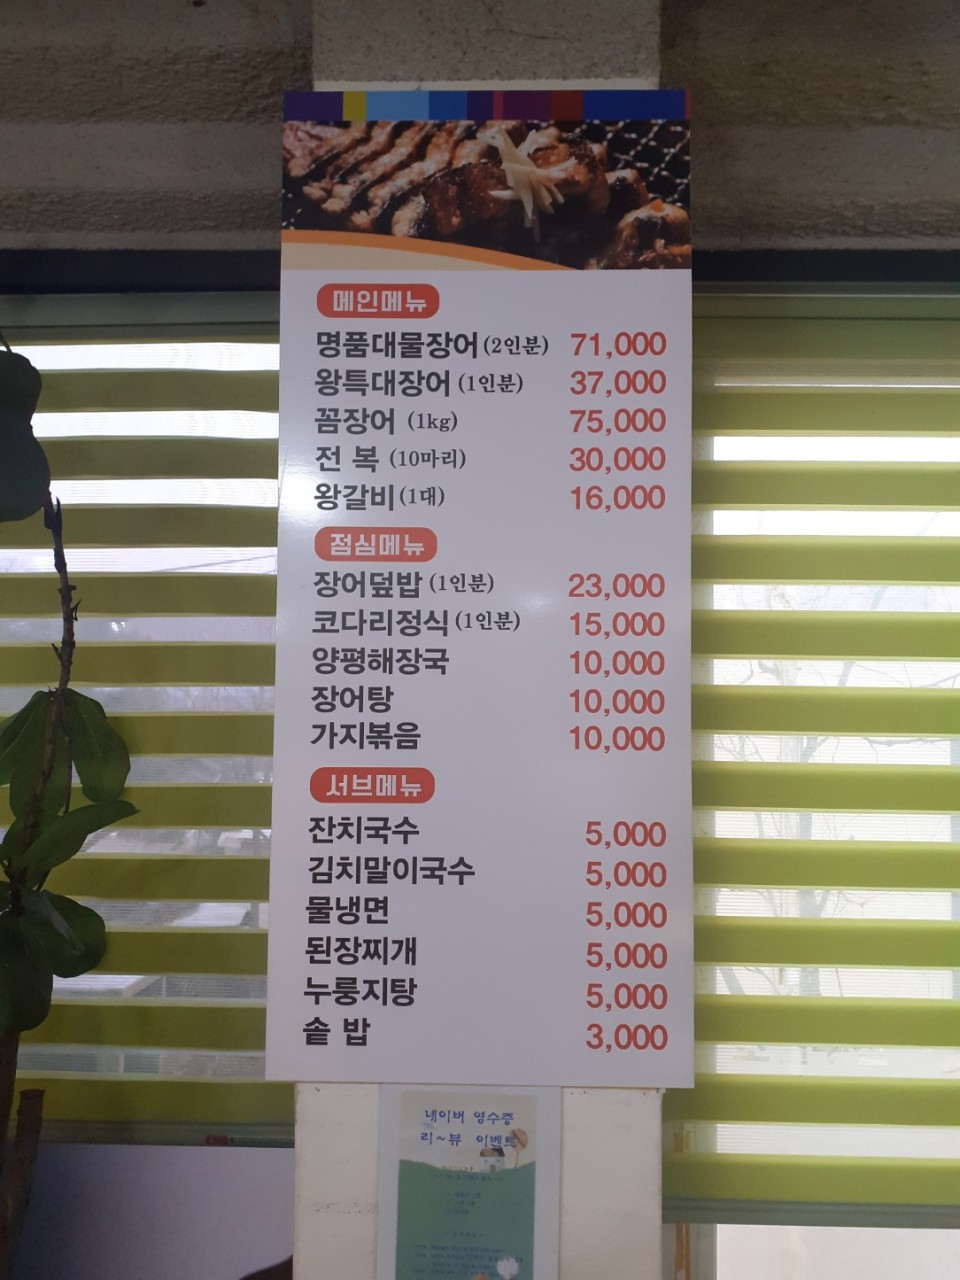 메인메뉴
명품대물장어(2인분) 71,000
왕특대장어 (1인분) 37,000
꼼장어 (1kg) 75,000
전 복 (10마리) 30,000
왕갈비(1대) 16,000
점심메뉴
장어덮밥 (1인분) 23,000
코다리정식 (1인분) 15,000
양평해장국 10,000
장어탕 10,000
가지볶음 10,000
서브메뉴
잔치국수 5,000
김치말이국수 5,000
물냉면 5,000
된장찌개 5,000
누룽지탕 5,000
솥 밥 3,000
네이버 영수증
리~뷰 이벤트